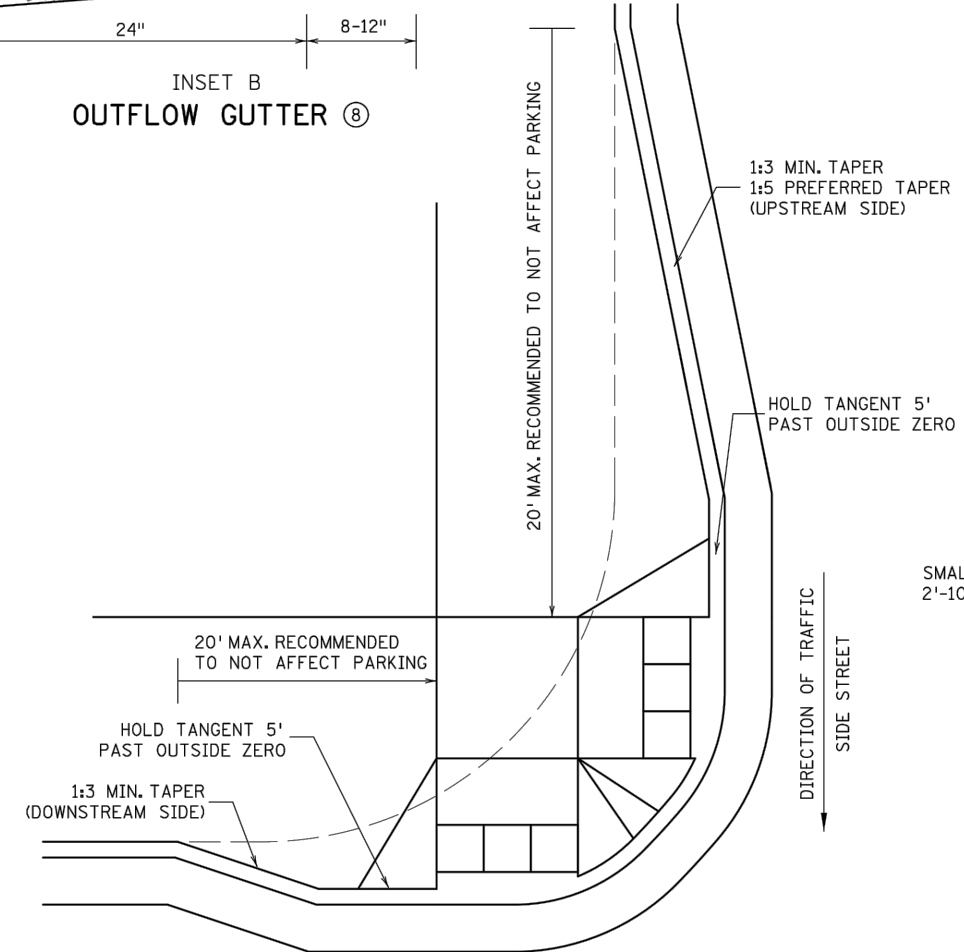 24"
8-12"
INSET B
OUTFLOW GUTTER ⑧
20' MAX. RECOMMENDED TO NOT AFFECT PARKING
1:3 MIN. TAPER
1:5 PREFERRED TAPER
(UPSTREAM SIDE)
HOLD TANGENT 5'
PAST OUTSIDE ZERO
SMAL
2'-10
DIRECTION OF TRAFFIC
SIDE STREET
20' MAX. RECOMMENDED
TO NOT AFFECT PARKING
HOLD TANGENT 5'
PAST OUTSIDE ZERO
1:3 MIN. TAPER
(DOWNSTREAM SIDE)